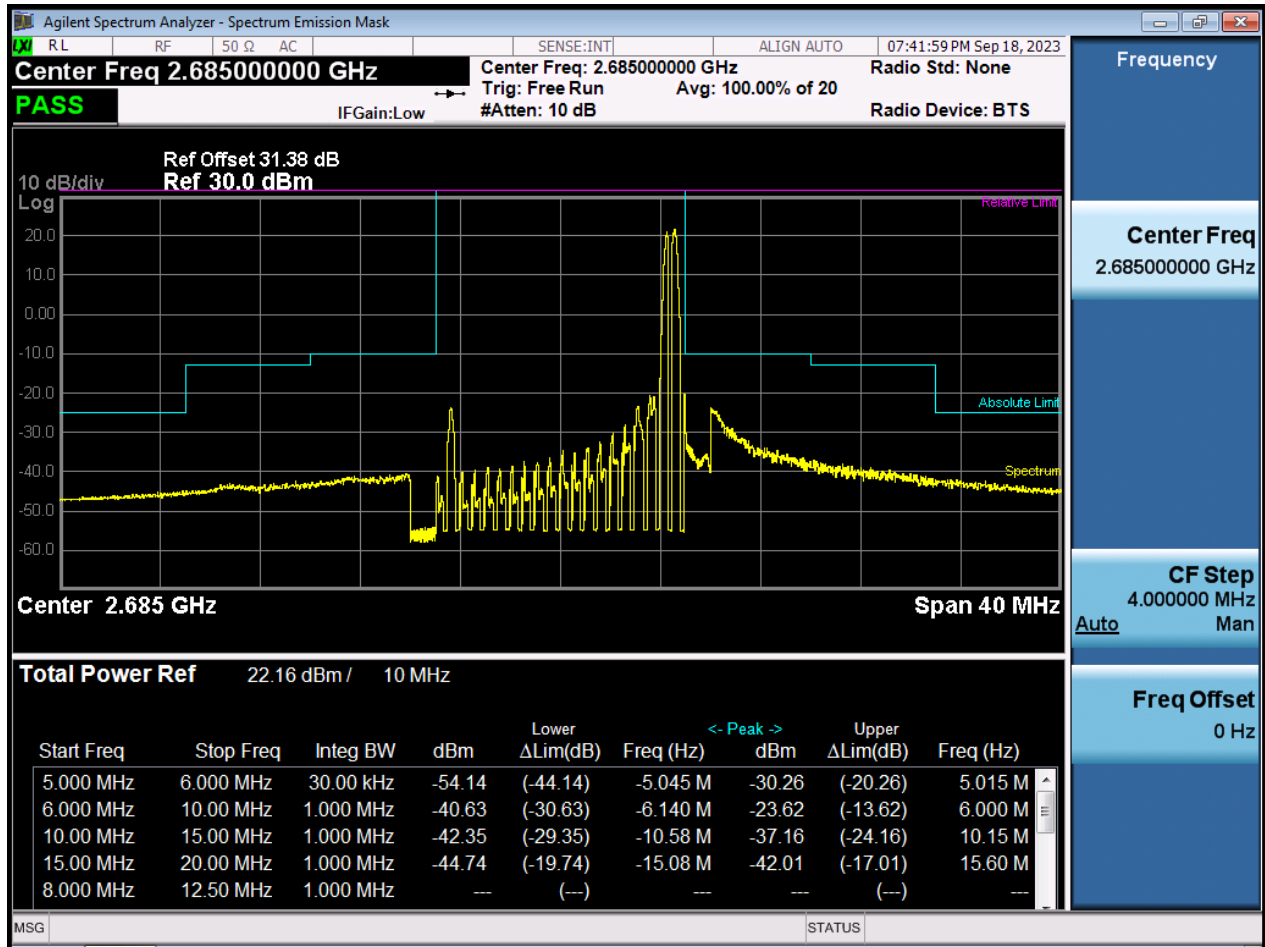 Agilent Spectrum Analyzer - Spectrum Emission Mask
LXI RL RF 50 Ω AC SENSE:INT ALIGN AUTO 07:41:59 PM Sep 18, 2023
Center Freq 2.685000000 GHz
Center Freq: 2.685000000 GHz
Radio Std: None
PASS
Trig: Free Run Avg: 100.00% of 20
IFGain:Low
#Atten: 10 dB
Radio Device: BTS
Ref Offset 31.38 dB
10 dB/div Ref 30.0 dBm
Log
Relative Limit
20.0
10.0
0.00
-10.0
-20.0
Absolute Limit
-30.0
-40.0
Spectrum
-50.0
-60.0
Center 2.685 GHz Span 40 MHz
Total Power Ref 22.16 dBm / 10 MHz
Lower <- Peak -> Upper
Start Freq Stop Freq Integ BW dBm ΔLim(dB) Freq (Hz) dBm ΔLim(dB) Freq (Hz)
5.000 MHz 6.000 MHz 30.00 kHz -54.14 (-44.14) -5.045 M -30.26 (-20.26) 5.015 M
6.000 MHz 10.00 MHz 1.000 MHz -40.63 (-30.63) -6.140 M -23.62 (-13.62) 6.000 M
10.00 MHz 15.00 MHz 1.000 MHz -42.35 (-29.35) -10.58 M -37.16 (-24.16) 10.15 M
15.00 MHz 20.00 MHz 1.000 MHz -44.74 (-19.74) -15.08 M -42.01 (-17.01) 15.60 M
8.000 MHz 12.50 MHz 1.000 MHz --- (---) --- --- (---) ---
MSG STATUS
Frequency
Center Freq
2.685000000 GHz
CF Step
4.000000 MHz
Auto Man
Freq Offset
0 Hz